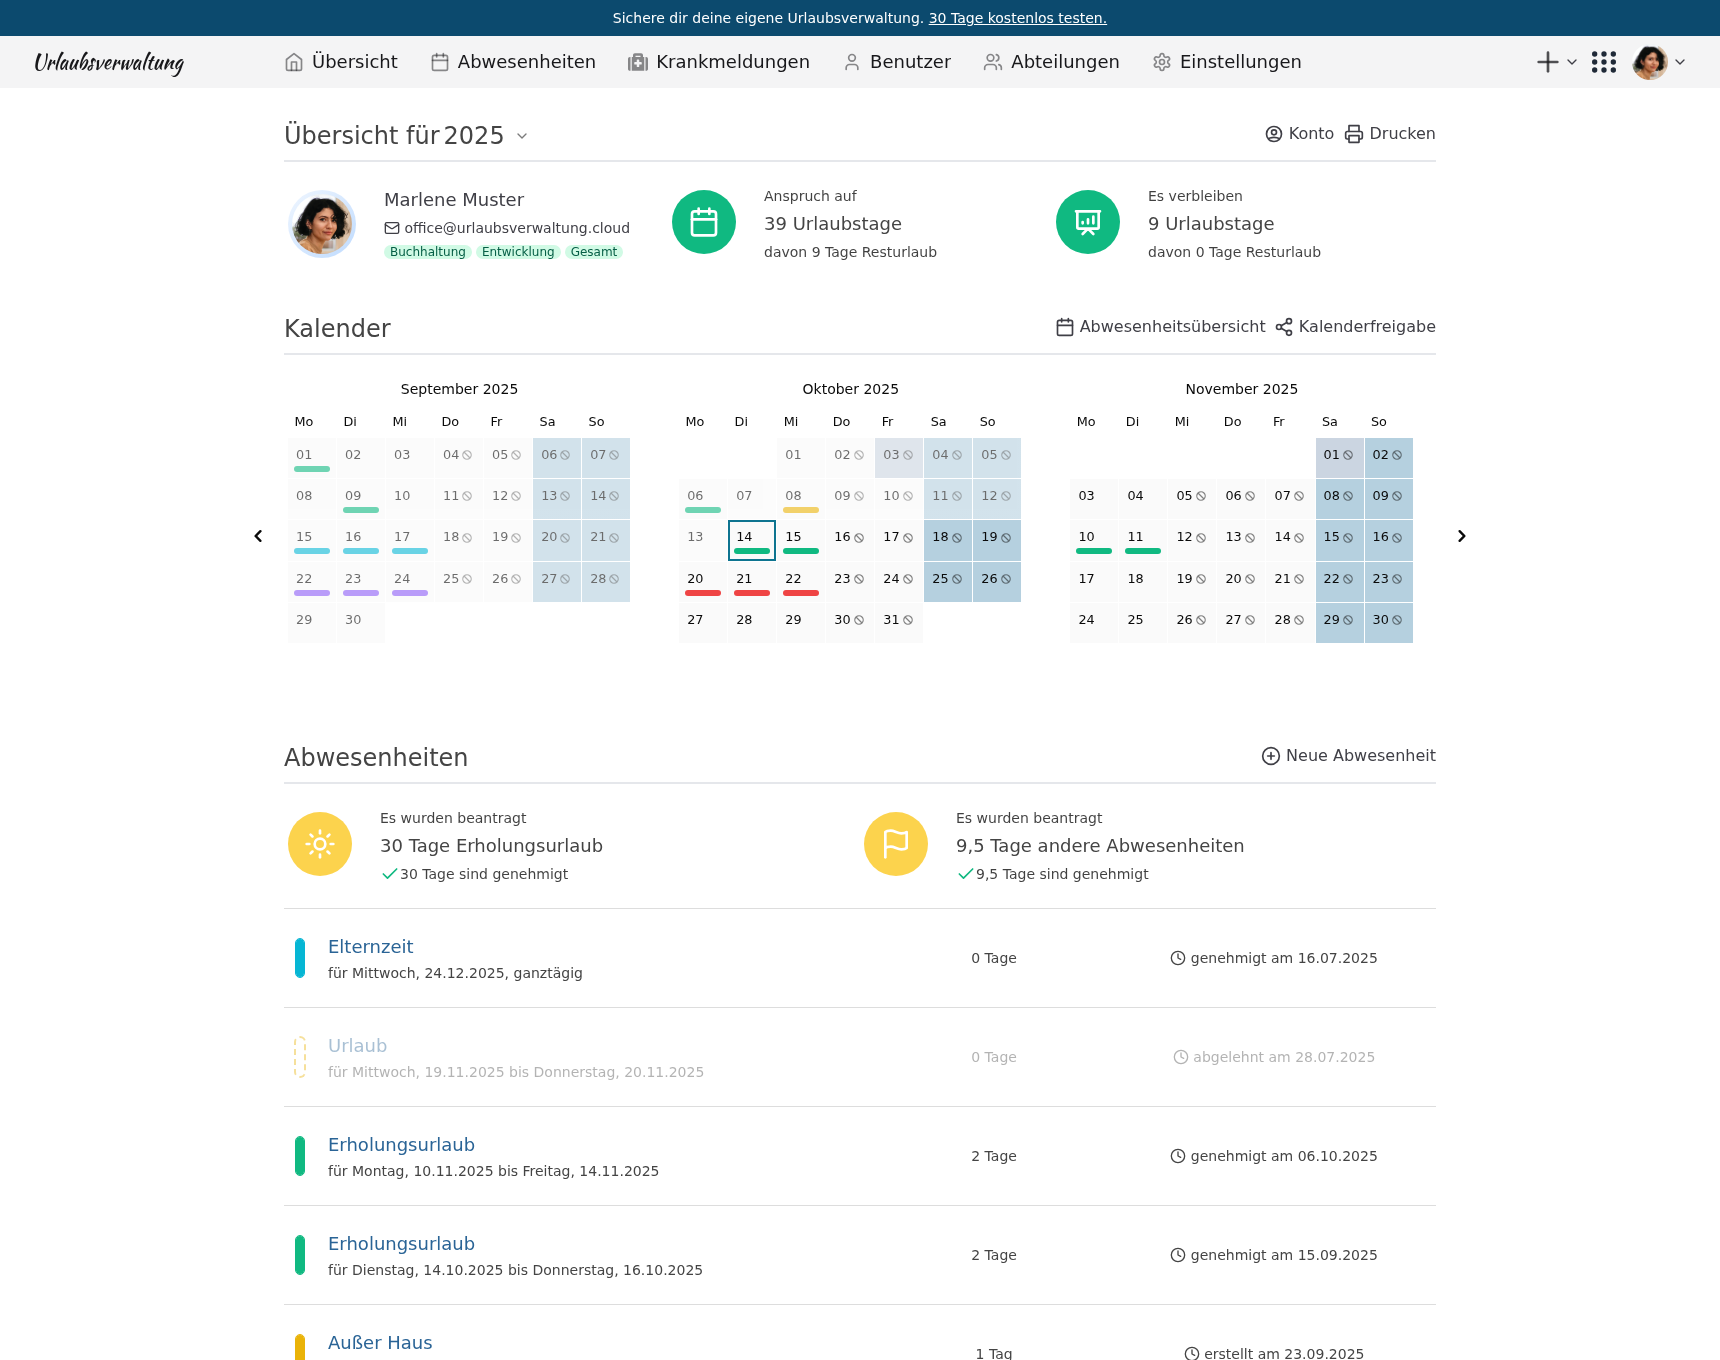 Sichere dir deine eigene Urlaubsverwaltung. 30 Tage kostenlos testen.
Urlaubsverwaltung Übersicht Abwesenheiten Krankmeldungen Benutzer Abteilungen Einstellungen
Übersicht für 2025 Konto Drucken
Marlene Muster
office@urlaubsverwaltung.cloud
Buchhaltung Entwicklung Gesamt
Anspruch auf
39 Urlaubstage
davon 9 Tage Resturlaub
Es verbleiben
9 Urlaubstage
davon 0 Tage Resturlaub
Kalender Abwesenheitsübersicht Kalenderfreigabe
September 2025
Mo Di Mi Do Fr Sa So
01 02 03 04 05 06 07
08 09 10 11 12 13 14
15 16 17 18 19 20 21
22 23 24 25 26 27 28
29 30
Oktober 2025
Mo Di Mi Do Fr Sa So
01 02 03 04 05
06 07 08 09 10 11 12
13 14 15 16 17 18 19
20 21 22 23 24 25 26
27 28 29 30 31
November 2025
Mo Di Mi Do Fr Sa So
01 02
03 04 05 06 07 08 09
10 11 12 13 14 15 16
17 18 19 20 21 22 23
24 25 26 27 28 29 30
Abwesenheiten Neue Abwesenheit
Es wurden beantragt
30 Tage Erholungsurlaub
30 Tage sind genehmigt
Es wurden beantragt
9,5 Tage andere Abwesenheiten
9,5 Tage sind genehmigt
Elternzeit
für Mittwoch, 24.12.2025, ganztägig
0 Tage
genehmigt am 16.07.2025
Urlaub
für Mittwoch, 19.11.2025 bis Donnerstag, 20.11.2025
0 Tage
abgelehnt am 28.07.2025
Erholungsurlaub
für Montag, 10.11.2025 bis Freitag, 14.11.2025
2 Tage
genehmigt am 06.10.2025
Erholungsurlaub
für Dienstag, 14.10.2025 bis Donnerstag, 16.10.2025
2 Tage
genehmigt am 15.09.2025
Außer Haus
1 Tag
erstellt am 23.09.2025